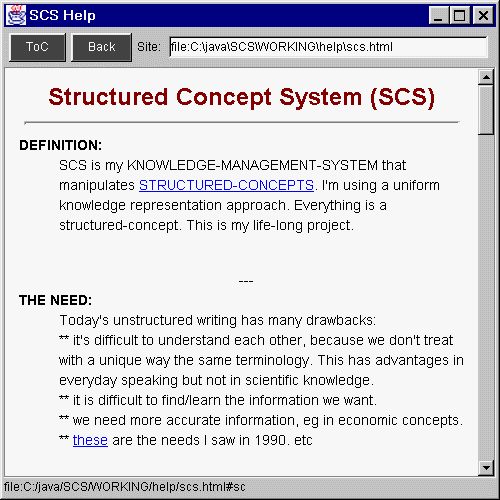 SCS Help
ToC Back Site: file:C:\java\SCS\WORKING\help\scs.html
Structured Concept System (SCS)
DEFINITION:
SCS is my KNOWLEDGE-MANAGEMENT-SYSTEM that
manipulates STRUCTURED-CONCEPTS. I'm using a uniform
knowledge representation approach. Everything is a
structured-concept. This is my life-long project.
---
THE NEED:
Today's unstructured writing has many drawbacks:
** it's difficult to understand each other, because we don't treat
with a unique way the same terminology. This has advantages in
everyday speaking but not in scientific knowledge.
** it is difficult to find/learn the information we want.
** we need more accurate information, eg in economic concepts.
** these are the needs I saw in 1990. etc
file:C:/java/SCS/WORKING/help/scs.html#sc